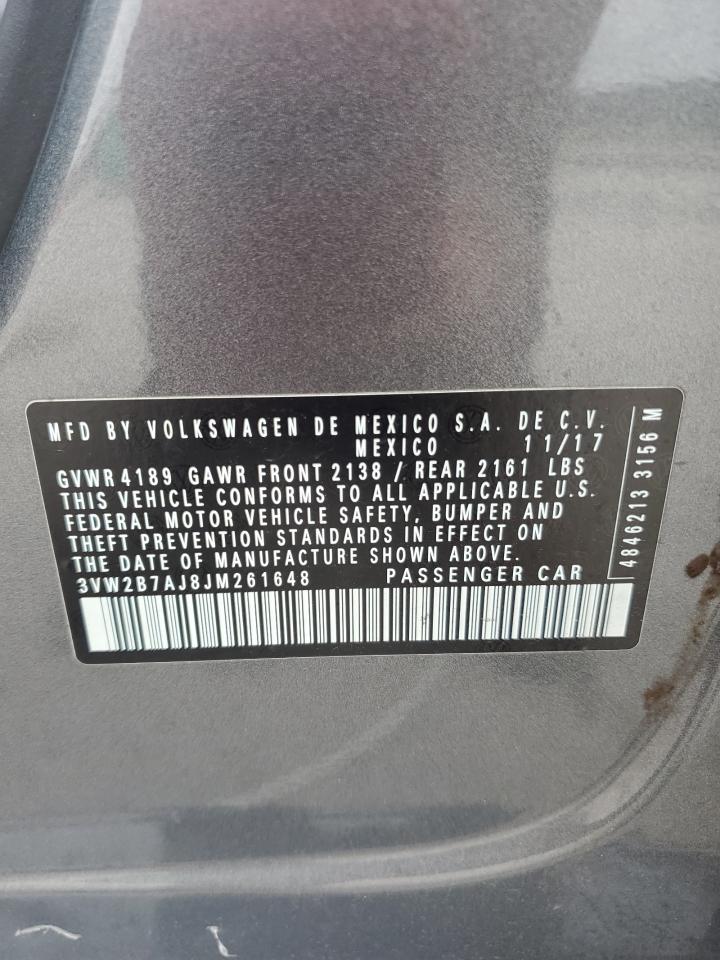 MFD BY VOLKSWAGEN DE MEXICO S.A. DE C.V.
MEXICO 11/17
GVWR 4189 GAWR FRONT 2138 / REAR 2161 LBS
THIS VEHICLE CONFORMS TO ALL APPLICABLE U.S.
FEDERAL MOTOR VEHICLE SAFETY, BUMPER AND
THEFT PREVENTION STANDARDS IN EFFECT ON
THE DATE OF MANUFACTURE SHOWN ABOVE.
3VW2B7AJ8JM261648 PASSENGER CAR
4846213 3156 M